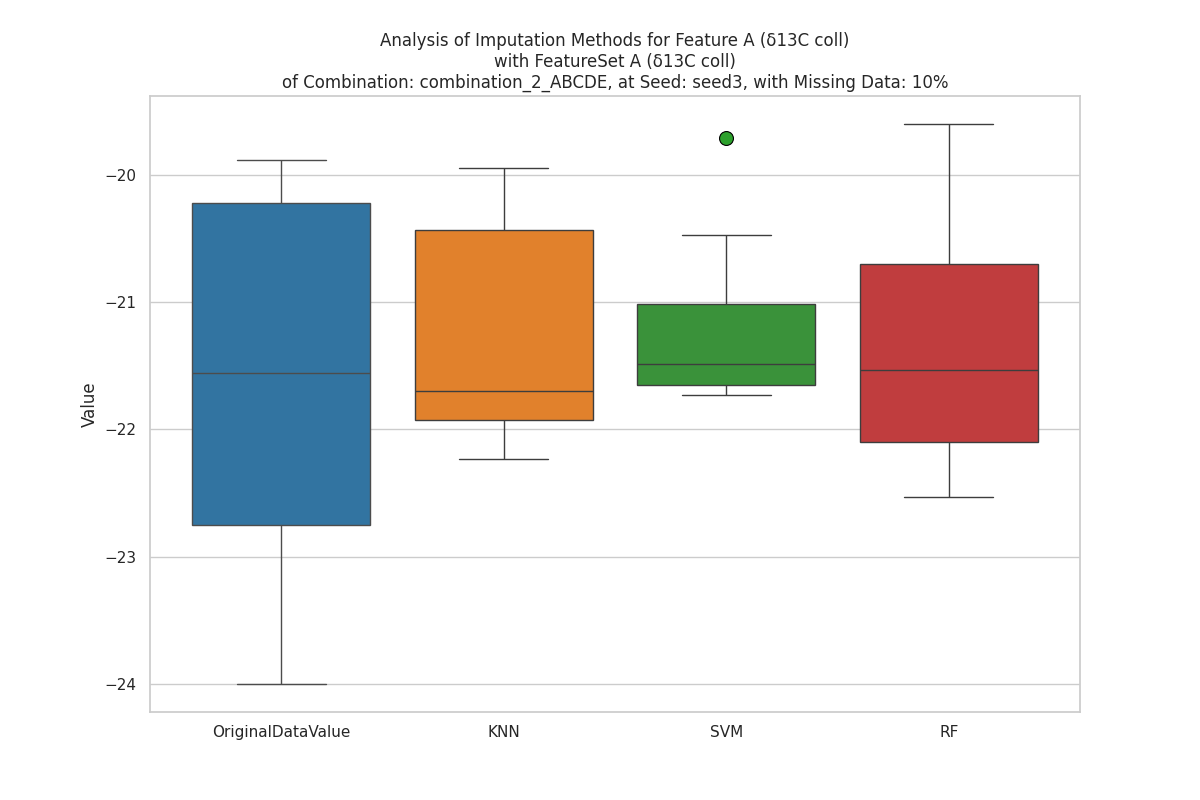 Analysis of Imputation Methods for Feature A (δ13C coll)
with FeatureSet A (δ13C coll)
of Combination: combination_2_ABCDE, at Seed: seed3, with Missing Data: 10%
Value
−20
−21
−22
−23
−24
OriginalDataValue
KNN
SVM
RF